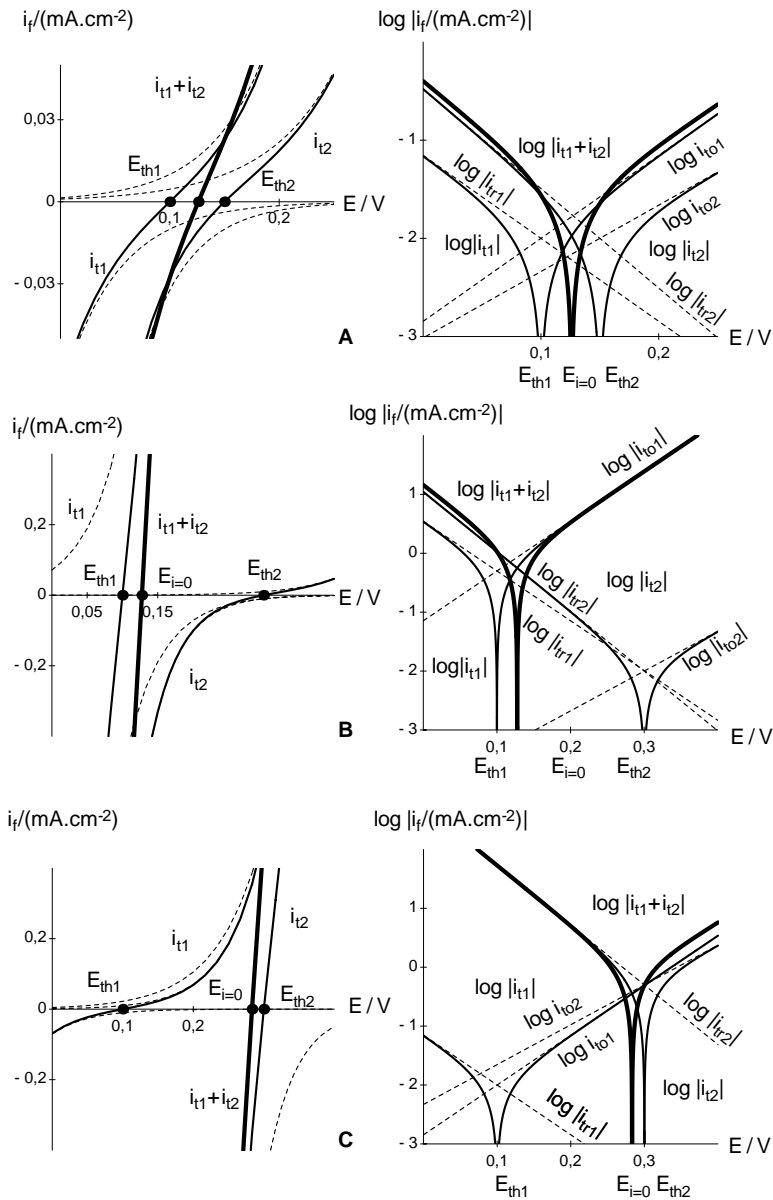 i_f/(mA.cm-2)
log |i_f/(mA.cm-2)|
i_t1+i_t2
0,03
E_th1
i_t2
E_th2
0
0,1
0,2
E / V
i_t1
- 0,03
A
- 1
log |i_t1+i_t2|
log i_to1
log |i_tr1|
log i_to2
- 2
log|i_t1|
log |i_t2|
log |i_tr2|
- 3
0,1
0,2
E / V
E_th1
E_i=0
E_th2
i_f/(mA.cm-2)
log |i_f/(mA.cm-2)|
i_t1
0,2
i_t1+i_t2
E_th1
E_i=0
E_th2
0
0,05
0,15
E / V
- 0,2
i_t2
B
log |i_to1|
1
log |i_t1+i_t2|
0
log |i_tr2|
log |i_t2|
- 1
log |i_tr1|
log |i_to2|
- 2
log|i_t1|
- 3
0,1
0,2
0,3
E / V
E_th1
E_i=0
E_th2
i_f/(mA.cm-2)
log |i_f/(mA.cm-2)|
0,2
i_t1
i_t2
E_th1
E_i=0
E_th2
0
0,1
0,2
E / V
- 0,2
i_t1+i_t2
C
1
log |i_t1+i_t2|
0
log |i_t1|
log i_to2
log |i_tr2|
- 1
log i_to1
- 2
log |i_t2|
log |i_tr1|
- 3
0,1
0,2
0,3
E / V
E_th1
E_i=0
E_th2